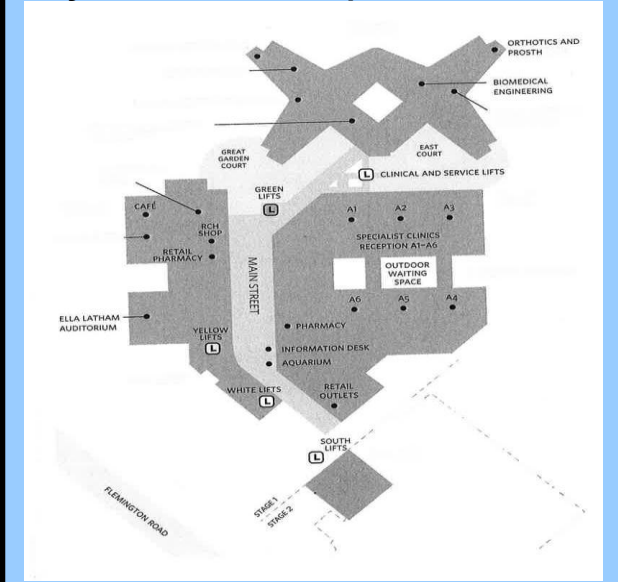 ORTHOTICS AND
PROSTH
BIOMEDICAL
ENGINEERING
GREAT
GARDEN
COURT
EAST
COURT
L CLINICAL AND SERVICE LIFTS
GREEN
LIFTS
L
CAFÉ
RCH
SHOP
RETAIL
PHARMACY
A1 A2 A3
SPECIALIST CLINICS
RECEPTION A1-A6
OUTDOOR
WAITING
SPACE
MAIN STREET
A6 A5 A4
ELLA LATHAM
AUDITORIUM
PHARMACY
YELLOW
LIFTS
L
INFORMATION DESK
AQUARIUM
WHITE LIFTS
L
RETAIL
OUTLETS
SOUTH
LIFTS
L
STAGE 1
STAGE 2
FLEMINGTON ROAD